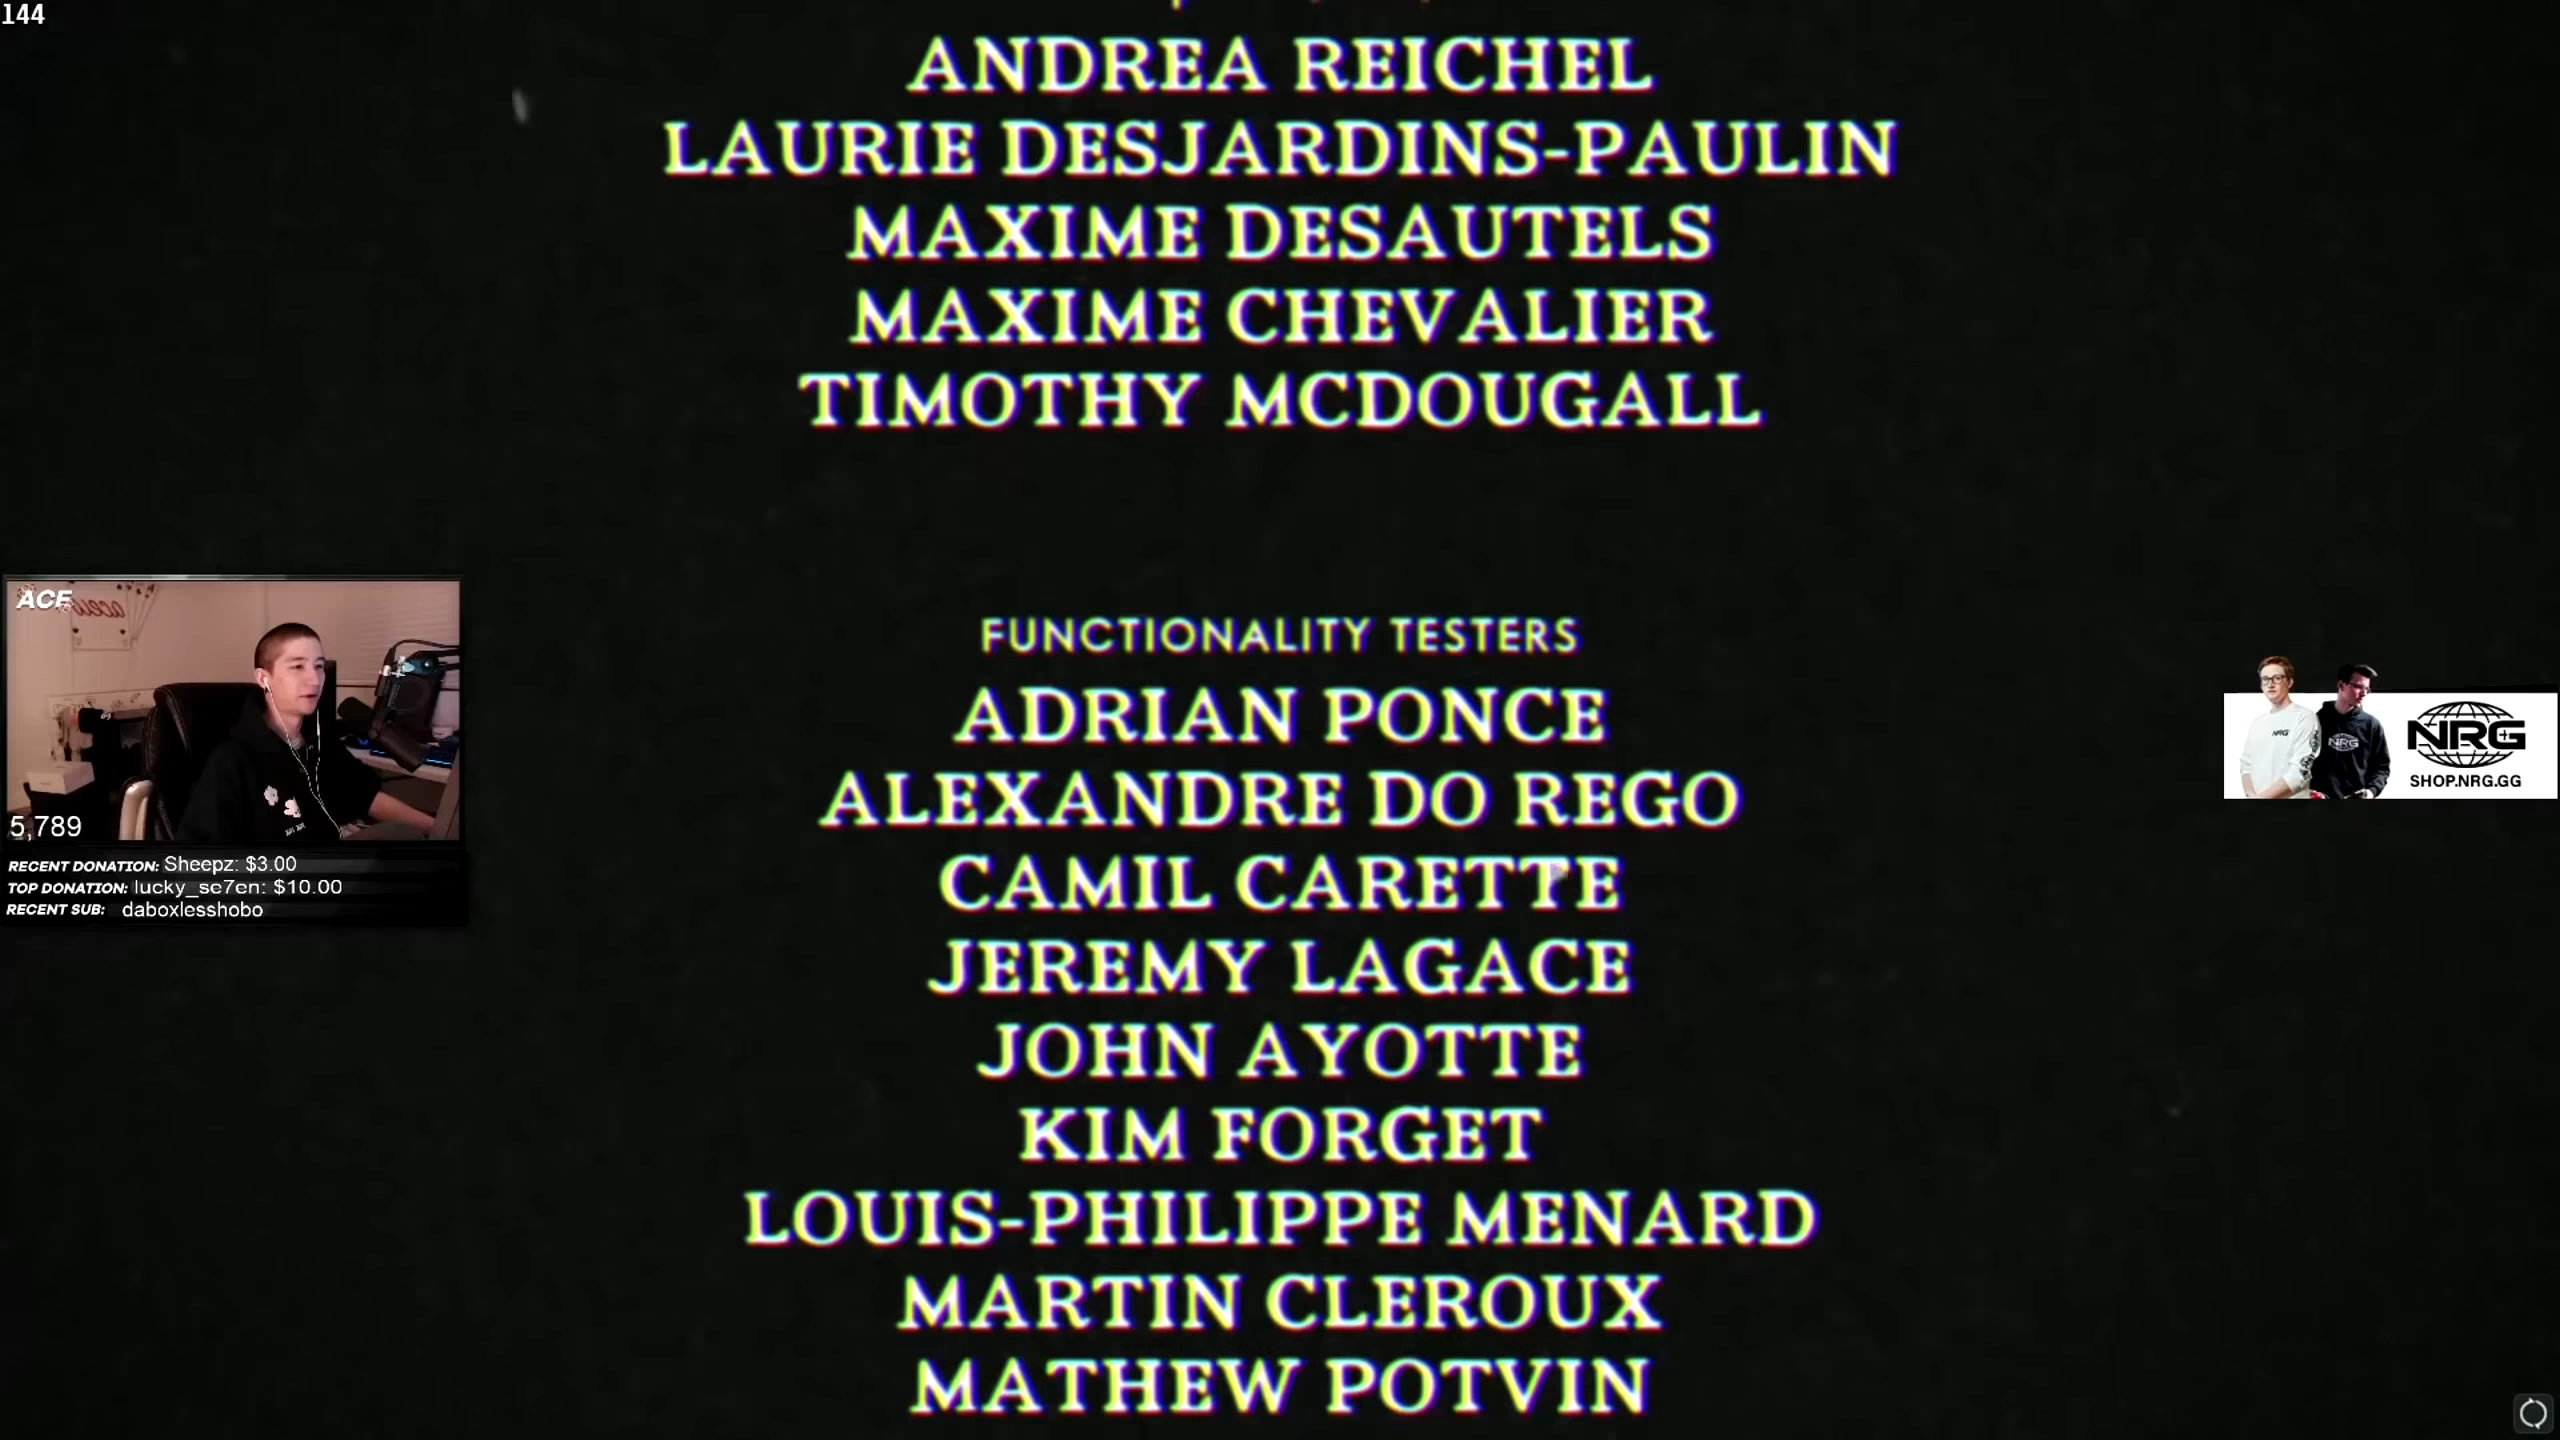 144
ANDREA REICHEL
LAURIE DESJARDINS-PAULIN
MAXIME DESAUTELS
MAXIME CHEVALIER
TIMOTHY MCDOUGALL
FUNCTIONALITY TESTERS
ADRIAN PONCE
ALEXANDRE DO REGO
CAMIL CARETTE
JEREMY LAGACE
JOHN AYOTTE
KIM FORGET
LOUIS-PHILIPPE MENARD
MARTIN CLEROUX
MATHEW POTVIN
ACE
5,789
RECENT DONATION: Sheepz: $3.00
TOP DONATION: lucky_se7en: $10.00
RECENT SUB: daboxlesshobo
NRG
NRG
NRG
SHOP.NRG.GG